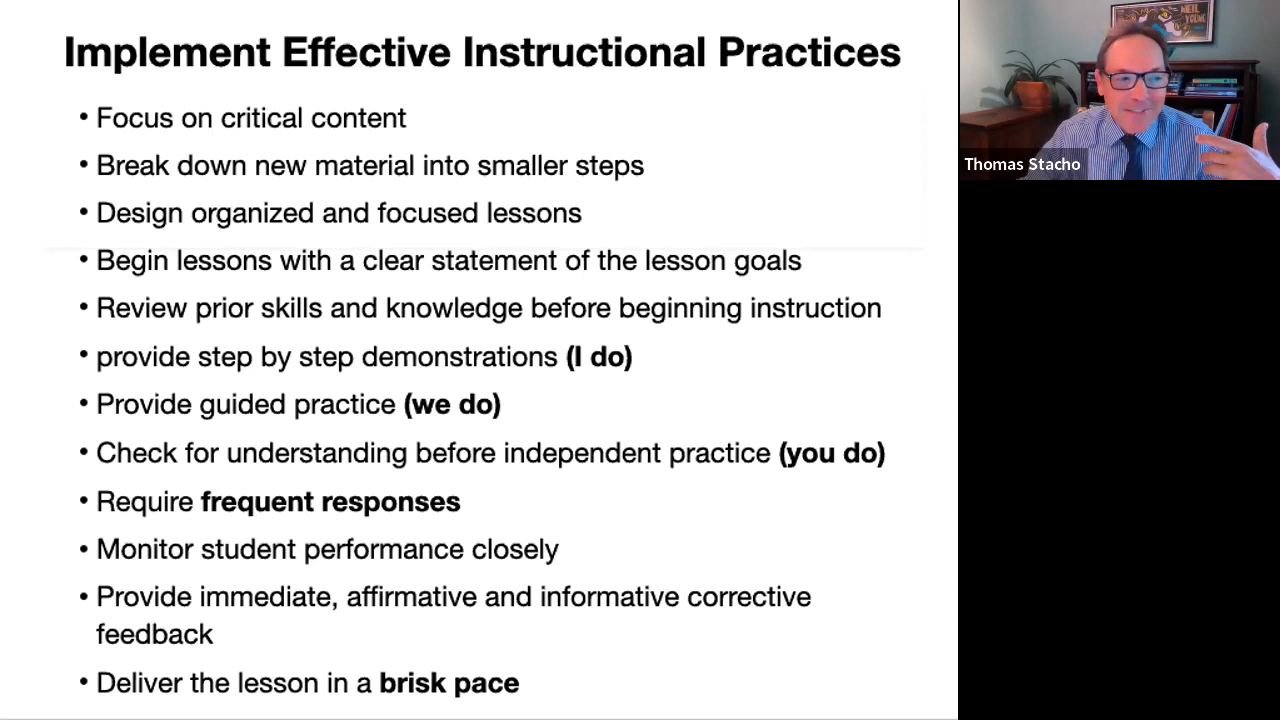 Implement Effective Instructional Practices
• Focus on critical content
• Break down new material into smaller steps
• Design organized and focused lessons
• Begin lessons with a clear statement of the lesson goals
• Review prior skills and knowledge before beginning instruction
• provide step by step demonstrations (I do)
• Provide guided practice (we do)
• Check for understanding before independent practice (you do)
• Require frequent responses
• Monitor student performance closely
• Provide immediate, affirmative and informative corrective
feedback
• Deliver the lesson in a brisk pace
NEIL
YOUNG
Thomas Stacho